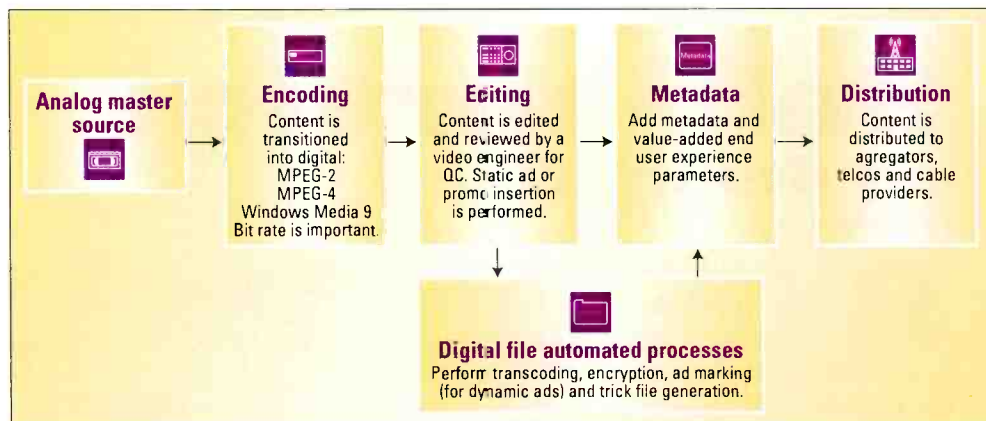 Analog master
source
Encoding
Content is
transitioned
into digital:
MPEG-2
MPEG-4
Windows Media 9
Bit rate is important.
Editing
Content is edited
and reviewed by a
video engineer for
QC. Static ad or
promo insertion
is performed.
Metadata
Metadata
Add metadata and
value-added end
user experience
parameters.
Distribution
Content is
distributed to
agregators,
telcos and cable
providers.
Digital file automated processes
Perform transcoding, encryption, ad marking
(for dynamic ads) and trick file generation.